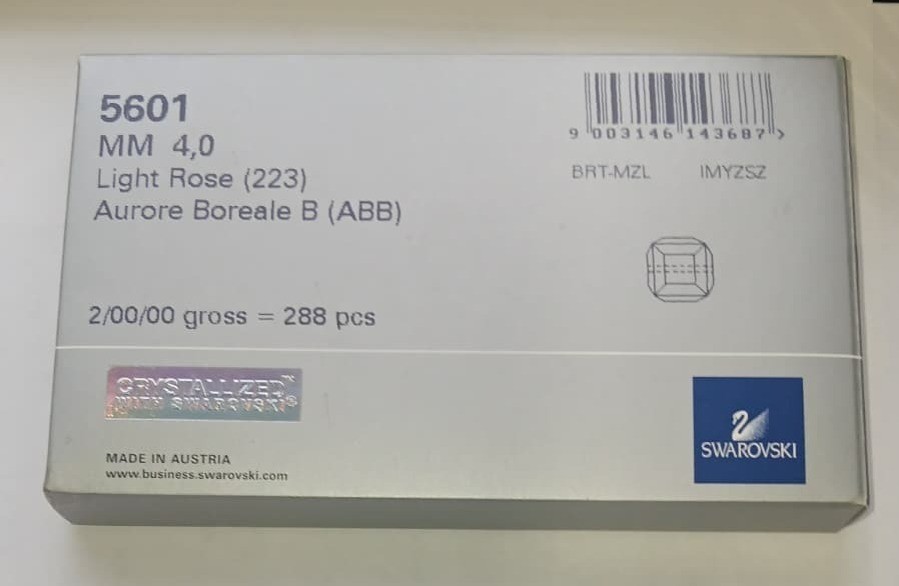 5601
MM 4,0
Light Rose (223)
Aurore Boreale B (ABB)
9 003146 143687 >
BRT-MZL IMYZSZ
2/00/00 gross = 288 pcs
CRYSTALLIZED™
WITH SWAROVSKI®
MADE IN AUSTRIA
www.business.swarovski.com
SWAROVSKI